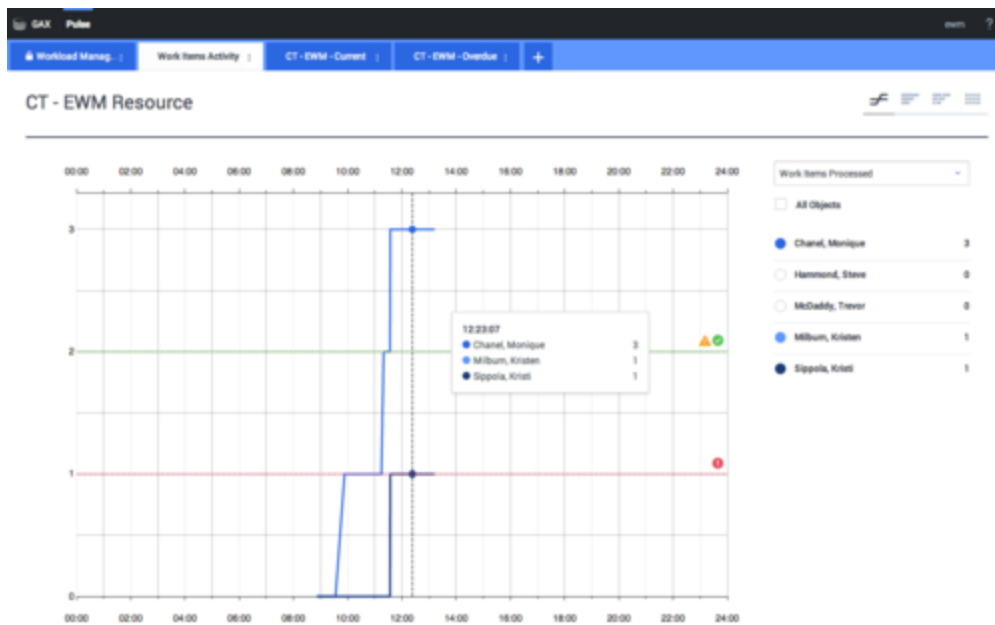 GAX Pulse ewm ?
Workload Manag... Work Items Activity CT - EWM - Current CT - EWM - Overdue +
CT - EWM Resource
00:00 02:00 04:00 06:00 08:00 10:00 12:00 14:00 16:00 18:00 20:00 22:00 24:00
Work Items Processed
All Objects
3
Chanel, Monique 3
Hammond, Steve 0
McDaddy, Trevor 0
12:23:07
Chanel, Monique 3
Milburn, Kristen 1
Sippola, Kristi 1
2
Milburn, Kristen 1
Sippola, Kristi 1
1
0
00:00 02:00 04:00 06:00 08:00 10:00 12:00 14:00 16:00 18:00 20:00 22:00 24:00